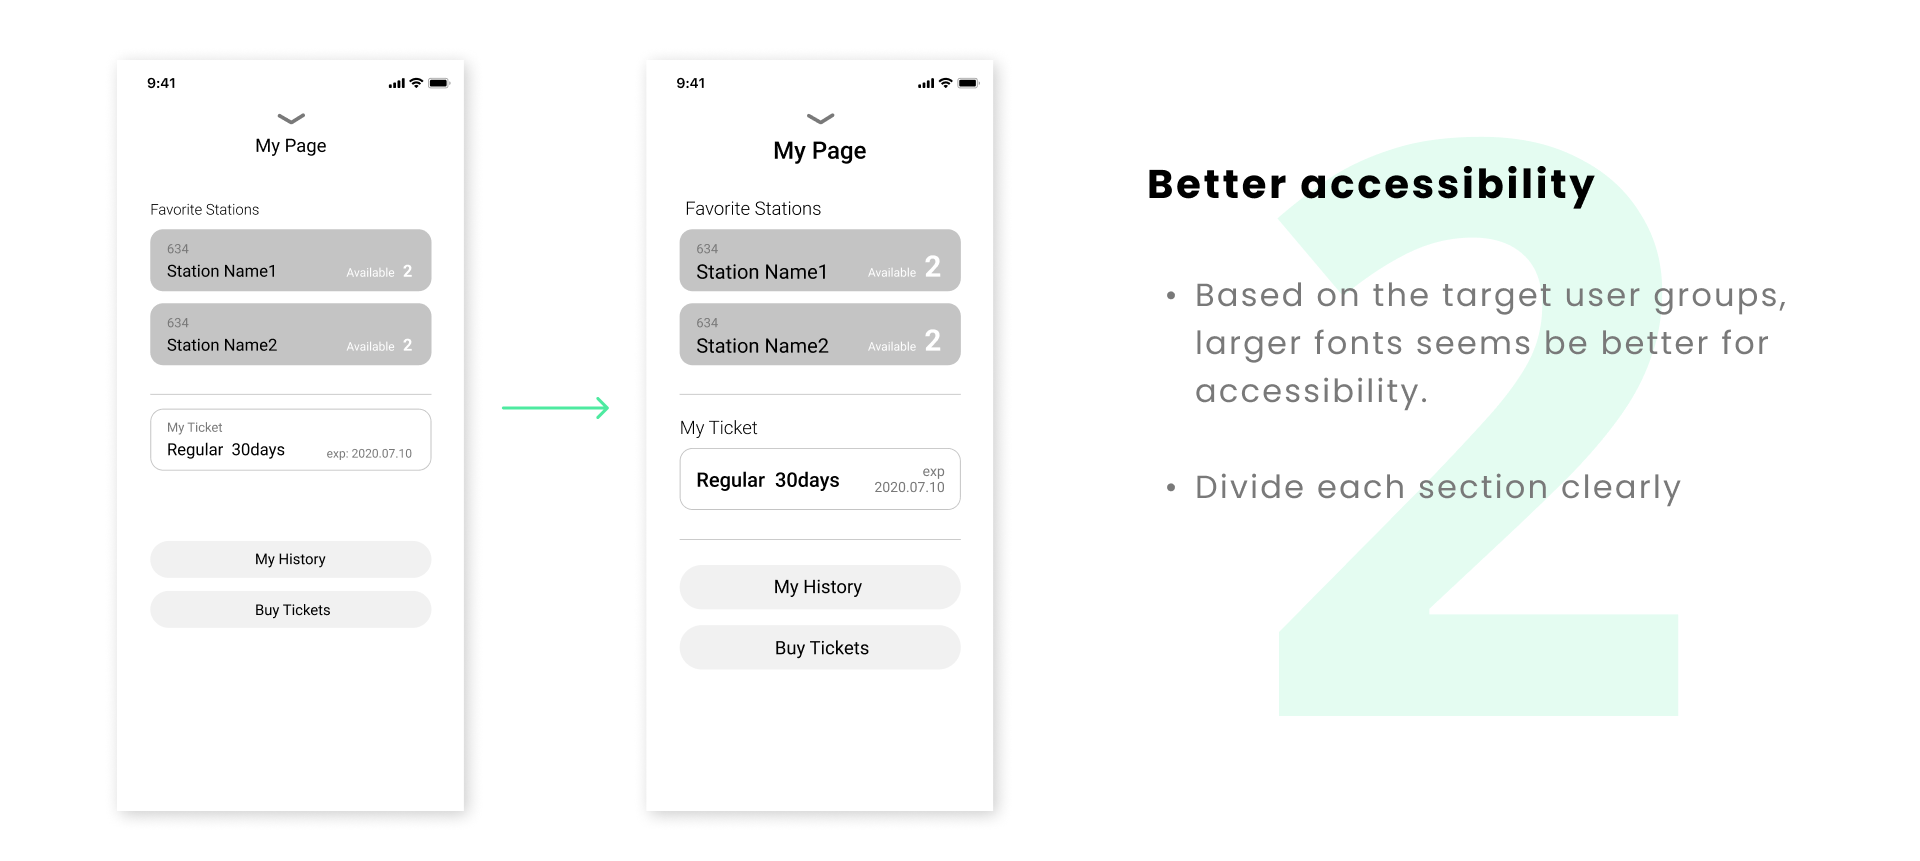 9:41
My Page
Favorite Stations
634
Station Name1 Available 2
634
Station Name2 Available 2
My Ticket
Regular 30days exp: 2020.07.10
My History
Buy Tickets
9:41
My Page
Favorite Stations
634
Station Name1 Available 2
634
Station Name2 Available 2
My Ticket
Regular 30days
exp
2020.07.10
My History
Buy Tickets
2
Better accessibility
• Based on the target user groups,
larger fonts seems be better for
accessibility.
• Divide each section clearly